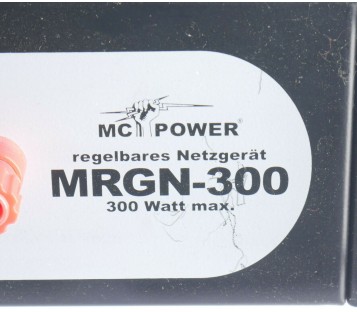 MC POWER®
regelbares Netzgerät
MRGN-300
300 Watt max.